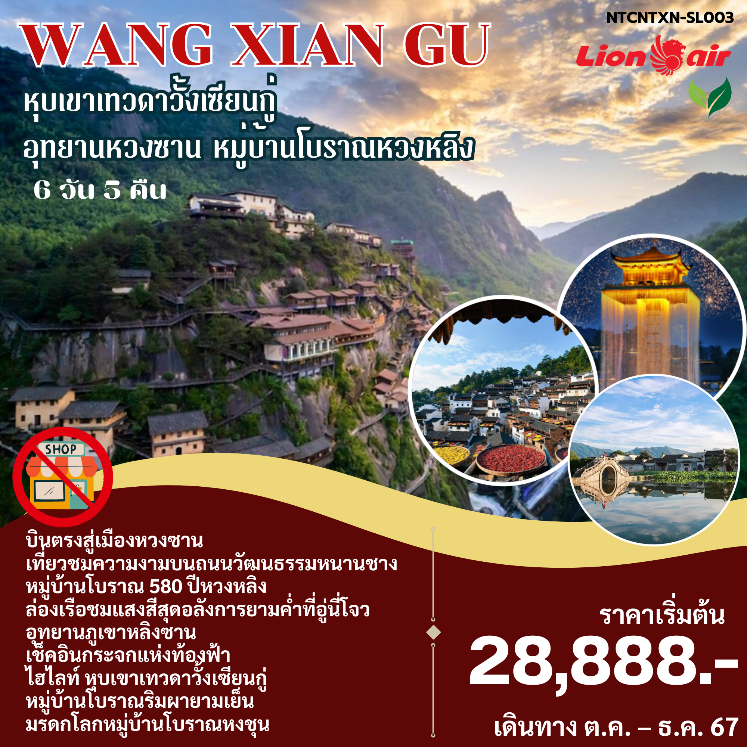 NTCNTXN-SL003
WANG XIAN GU
Lion air
หุบเขาเทวดาวั้งเซียนกู่
อุทยานหวงซาน หมู่บ้านโบราณหวงหลิง
6 วัน 5 คืน
SHOP
บินตรงสู่เมืองหวงซาน
เที่ยวชมความงามบนถนนวัฒนธรรมหนานชาง
หมู่บ้านโบราณ 580 ปีหวงหลิง
ล่องเรือชมแสงสีสุดอลังการยามค่ำที่อู่นี่โจว
อุทยานภูเขาหลิงซาน
เช็คอินกระจกแห่งท้องฟ้า
ไฮไลท์ หุบเขาเทวดาวั้งเซียนกู่
หมู่บ้านโบราณริมผายามเย็น
มรดกโลกหมู่บ้านโบราณหงชุน
ราคาเริ่มต้น
28,888.-
เดินทาง ต.ค. – ธ.ค. 67